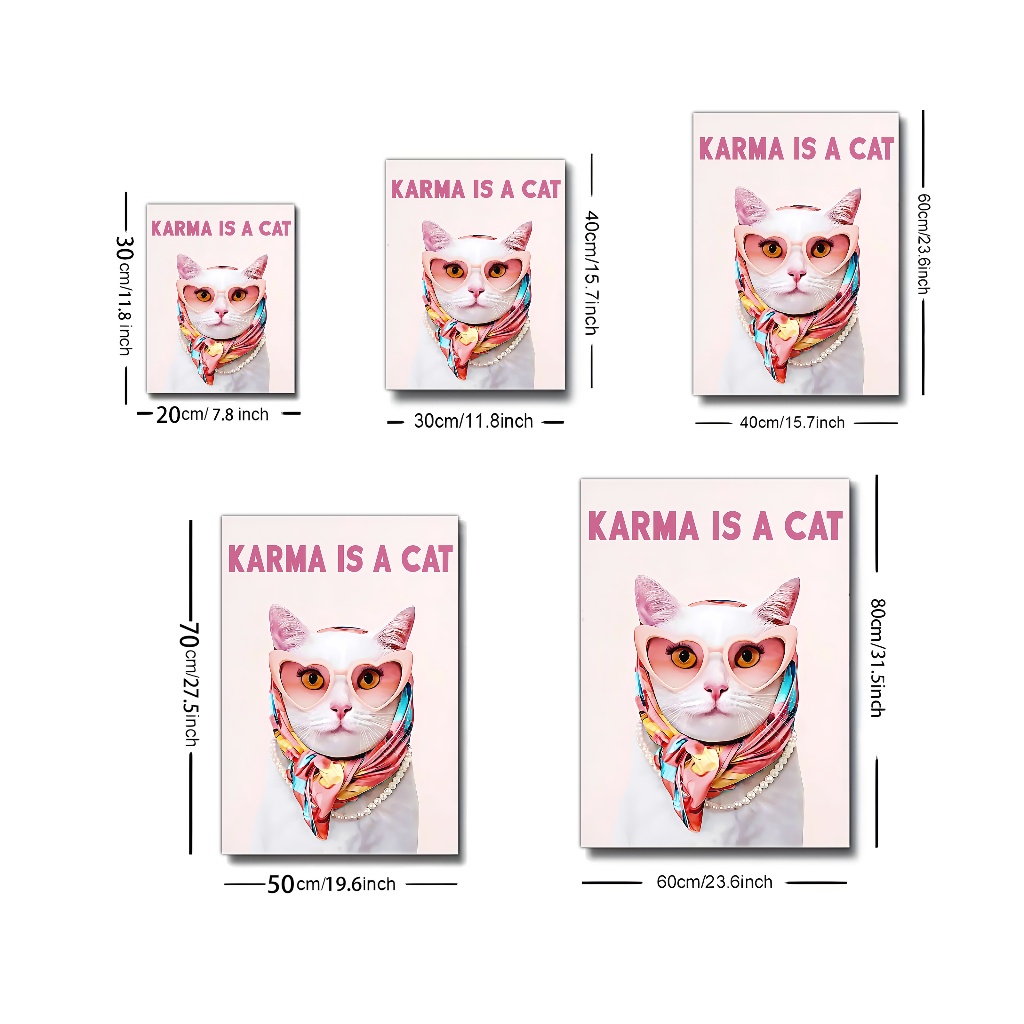 KARMA IS A CAT
30cm/11.8 inch
20cm/ 7.8 inch
KARMA IS A CAT
40cm/15.7inch
30cm/11.8inch
KARMA IS A CAT
60cm/23.6inch
40cm/15.7inch
KARMA IS A CAT
70cm/27.5inch
50cm/19.6inch
KARMA IS A CAT
80cm/31.5inch
60cm/23.6inch